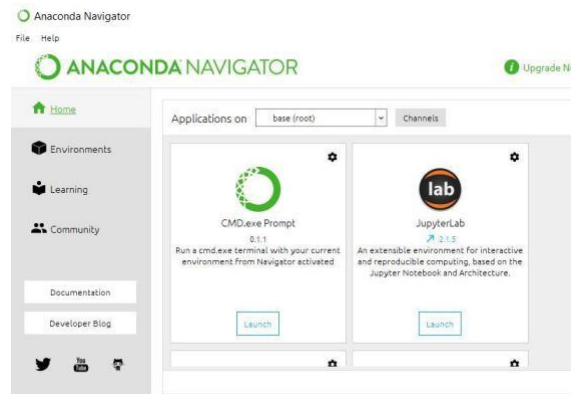 Anaconda Navigator
File Help
ANACONDA NAVIGATOR
Upgrade N
Home
Applications on base (root) Channels
Environments
Learning
Community
Documentation
Developer Blog
You
Tube
CMD.exe Prompt
0.1.1
Run a cmd.exe terminal with your current
environment from Navigator activated
Launch
lab
JupyterLab
2.1.5
An extensible environment for interactive
and reproducible computing, based on the
Jupyter Notebook and Architecture.
Launch